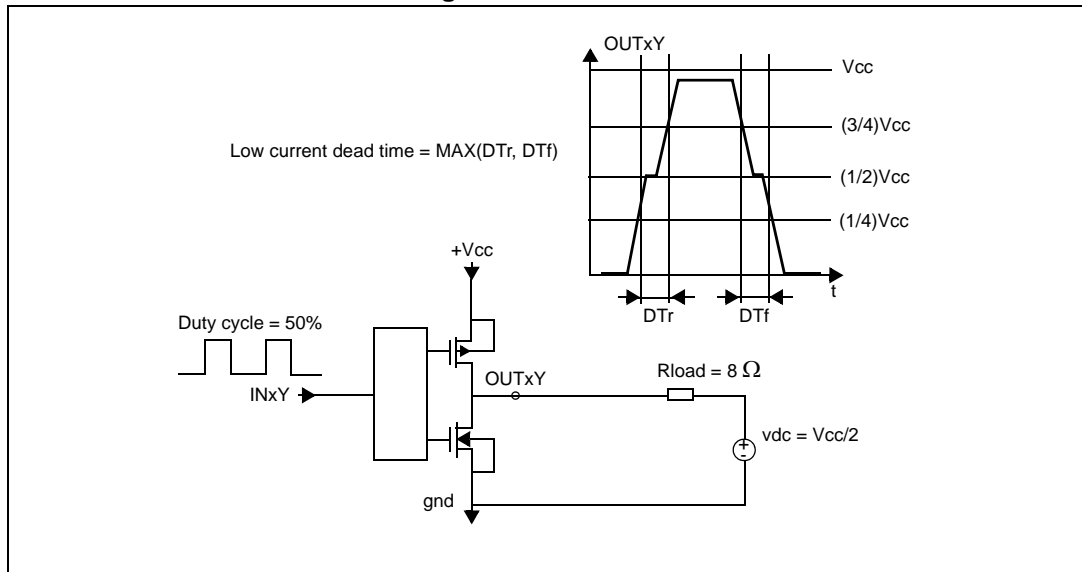 OUTxY
Vcc
(3/4)Vcc
Low current dead time = MAX(DTr, DTf)
(1/2)Vcc
(1/4)Vcc
+Vcc
t
DTr
DTf
Duty cycle = 50%
OUTxY
Rload = 8 Ω
INxY
vdc = Vcc/2
+
-
gnd